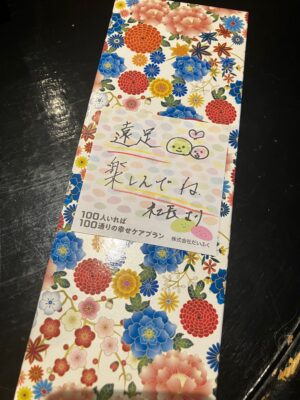 遠足
楽しんでね
社長より
100人いれば
100通りの幸せケアプラン
株式会社だいふく